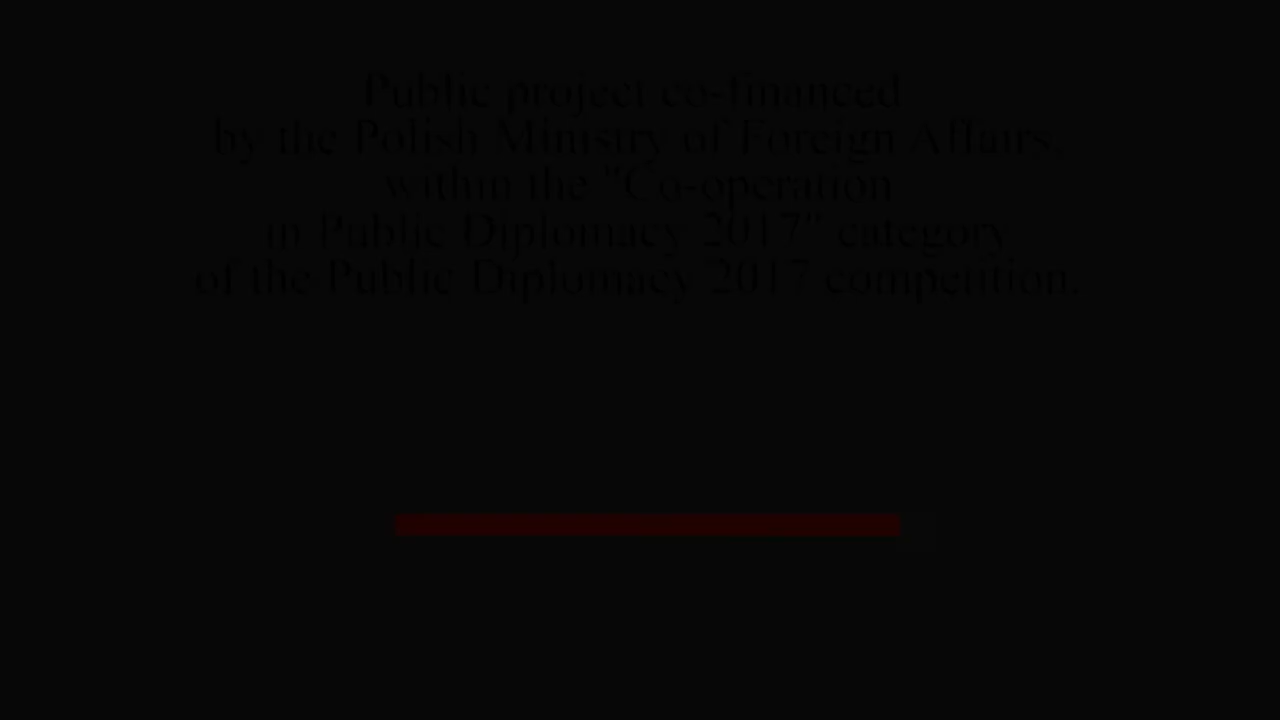 Public project co-financed
by the Polish Ministry of Foreign Affairs,
within the "Co-operation
in Public Diplomacy 2017" category
of the Public Diplomacy 2017 competition.